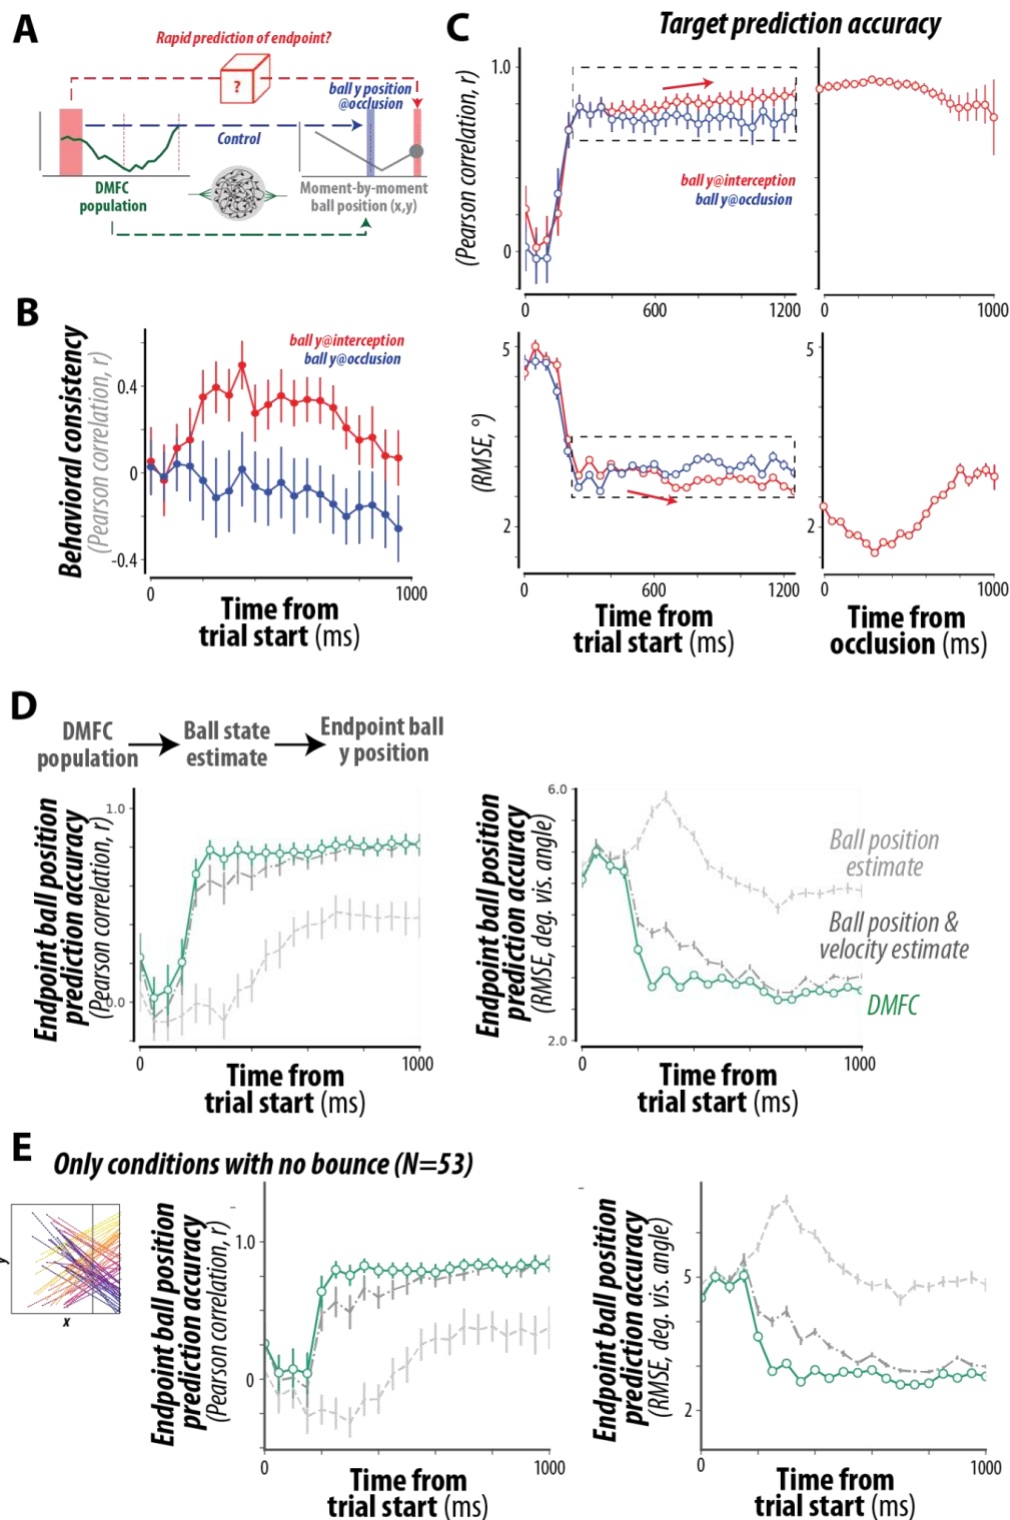 A
Rapid prediction of endpoint?
?
ball y position
@occlusion
Control
DMFC
population
Moment-by-moment
ball position (x,y)
B
Behavioral consistency
(Pearson correlation, r)
ball y@interception
ball y@occlusion
0.4
0
-0.4
0
1000
Time from
trial start (ms)
C
Target prediction accuracy
(Pearson correlation, r)
1.0
0
ball y@interception
ball y@occlusion
0
600
1200
0
1000
(RMSE, °)
5
2
5
2
0
600
1200
0
1000
Time from
trial start (ms)
Time from
occlusion (ms)
D
DMFC
population
Ball state
estimate
Endpoint ball
y position
Endpoint ball position
prediction accuracy
(Pearson correlation, r)
1.0
0.0
0
1000
Time from
trial start (ms)
Endpoint ball position
prediction accuracy
(RMSE, deg. vis. angle)
6.0
2.0
0
1000
Time from
trial start (ms)
Ball position
estimate
Ball position &
velocity estimate
DMFC
E
Only conditions with no bounce (N=53)
y
x
Endpoint ball position
prediction accuracy
(Pearson correlation, r)
1.0
0
0
1000
Time from
trial start (ms)
Endpoint ball position
prediction accuracy
(RMSE, deg. vis. angle)
5
2
0
1000
Time from
trial start (ms)